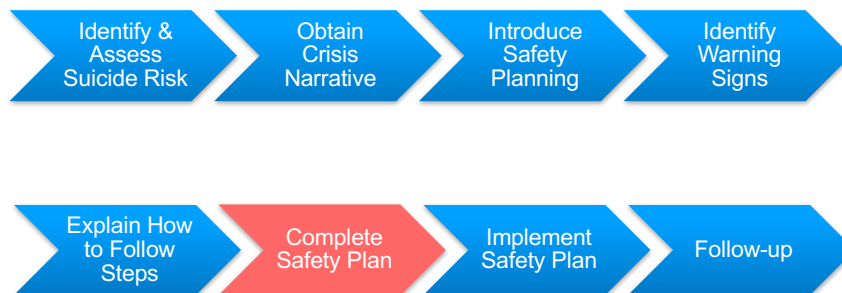 Identify &
Assess
Suicide Risk
Obtain
Crisis
Narrative
Introduce
Safety
Planning
Identify
Warning
Signs
Explain How
to Follow
Steps
Complete
Safety Plan
Implement
Safety Plan
Follow-up